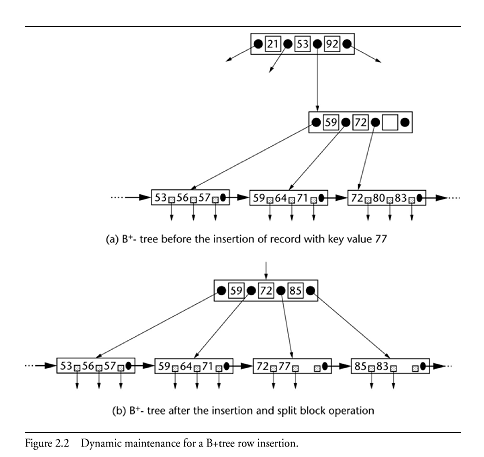 21 53 92
59 72
53 56 57 59 64 71 72 80 83
(a) B+- tree before the insertion of record with key value 77
59 72 85
53 56 57 59 64 71 72 77 85 83
(b) B+- tree after the insertion and split block operation
Figure 2.2 Dynamic maintenance for a B+tree row insertion.